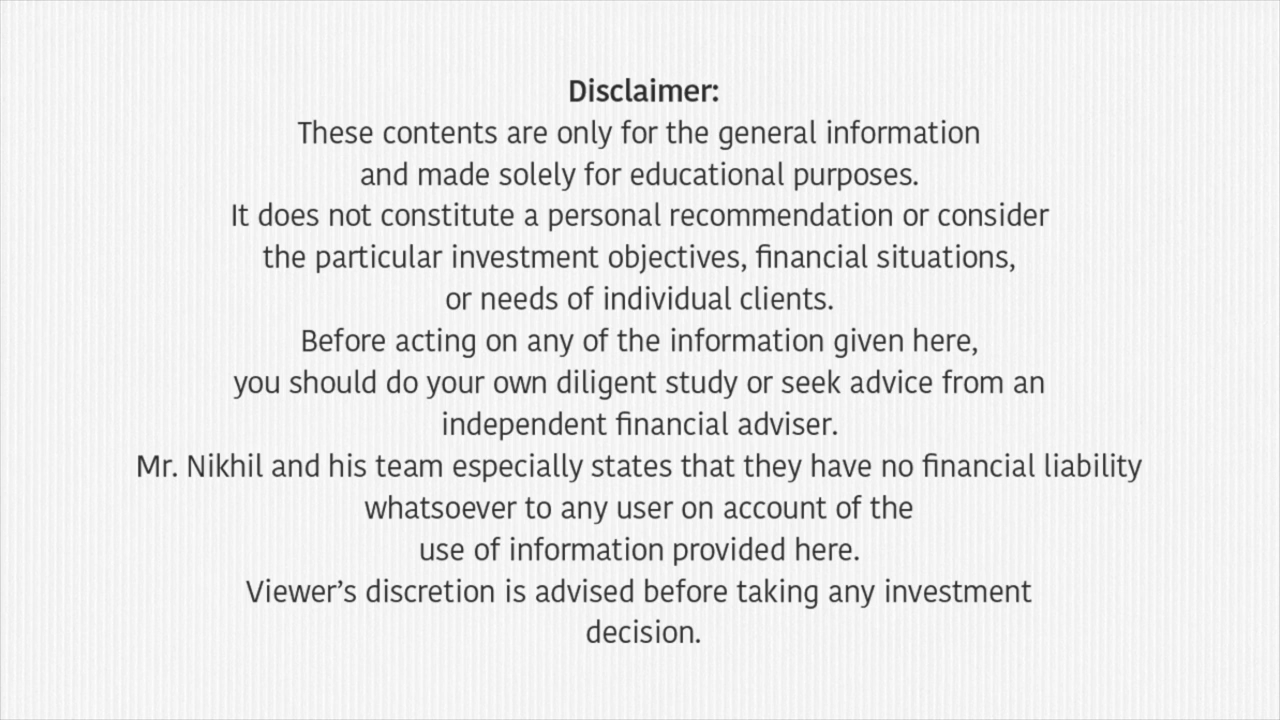 Disclaimer:
These contents are only for the general information
and made solely for educational purposes.
It does not constitute a personal recommendation or consider
the particular investment objectives, financial situations,
or needs of individual clients.
Before acting on any of the information given here,
you should do your own diligent study or seek advice from an
independent financial adviser.
Mr. Nikhil and his team especially states that they have no financial liability
whatsoever to any user on account of the
use of information provided here.
Viewer’s discretion is advised before taking any investment
decision.